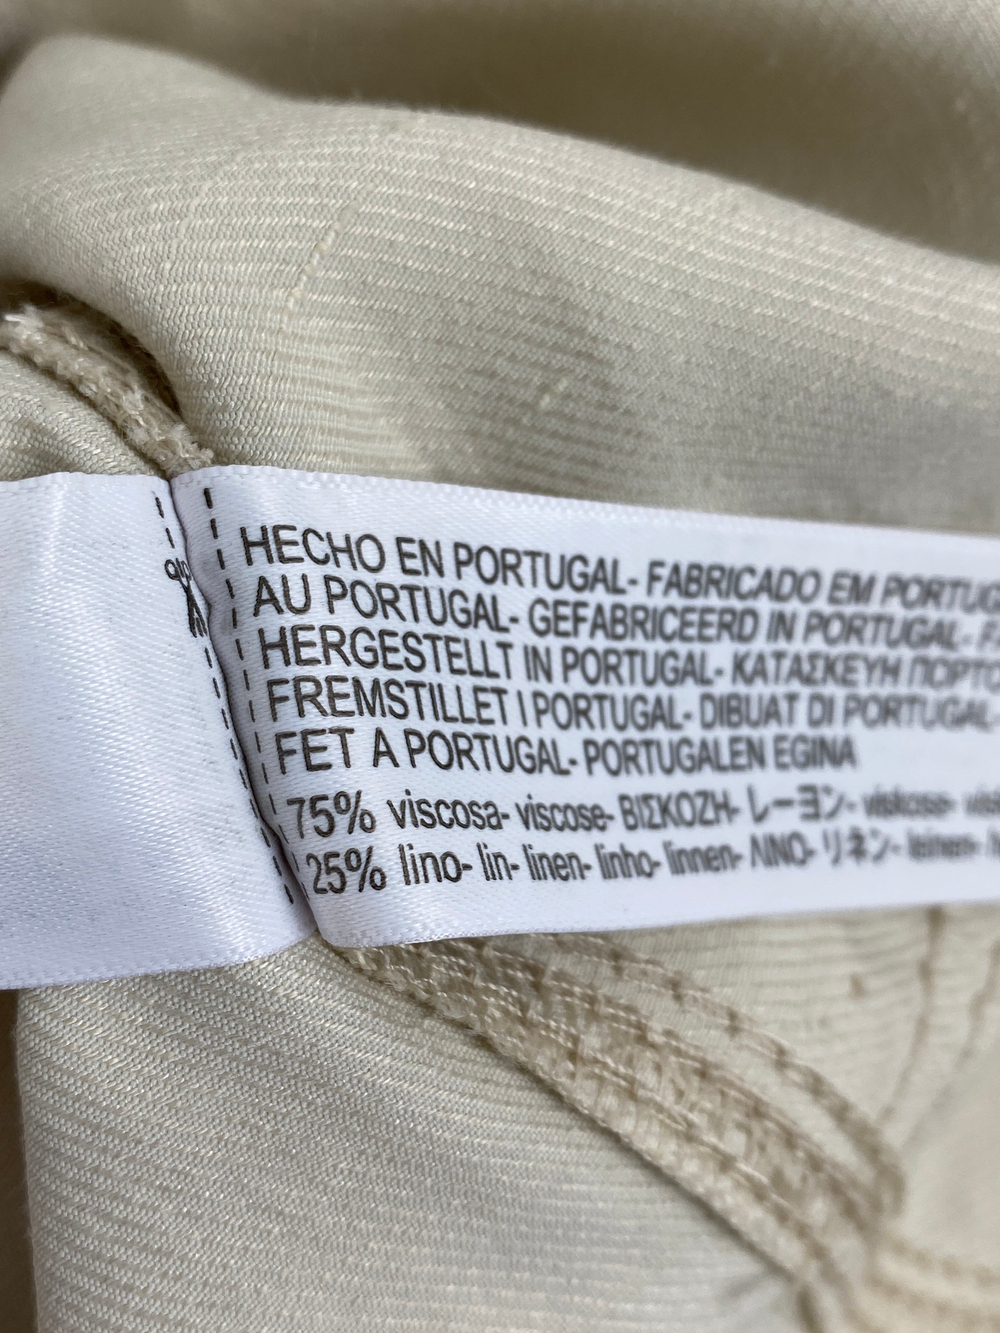 HECHO EN PORTUGAL- FABRICADO EM
AU PORTUGAL- GEFABRICEERD IN PORTUGAL-
HERGESTELLT IN PORTUGAL- ΚΑΤΑΣΚΕΥΗ
FREMSTILLET I PORTUGAL- DIBUAT DI PORTUGAL-
FET A PORTUGAL- PORTUGALEN EGINA
75% viscosa- viscose- ΒΙΣΚΟΖΗ- レーヨン- viskose-
25% lino- lin- linen- linho- linnen- ΛΙΝΟ- リネン- leinen-